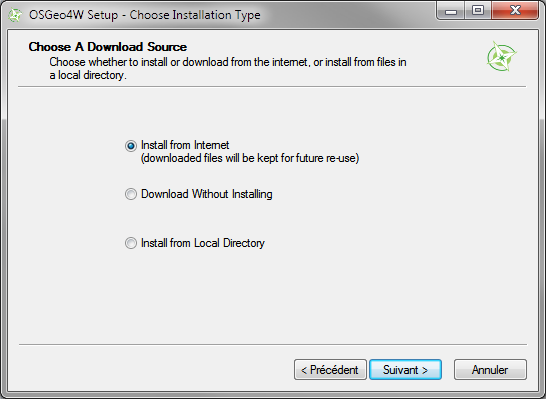 OSGeo4W Setup - Choose Installation Type
Choose A Download Source
Choose whether to install or download from the internet, or install from files in
a local directory.
Install from Internet
(downloaded files will be kept for future re-use)
Download Without Installing
Install from Local Directory
< Précédent
Suivant >
Annuler